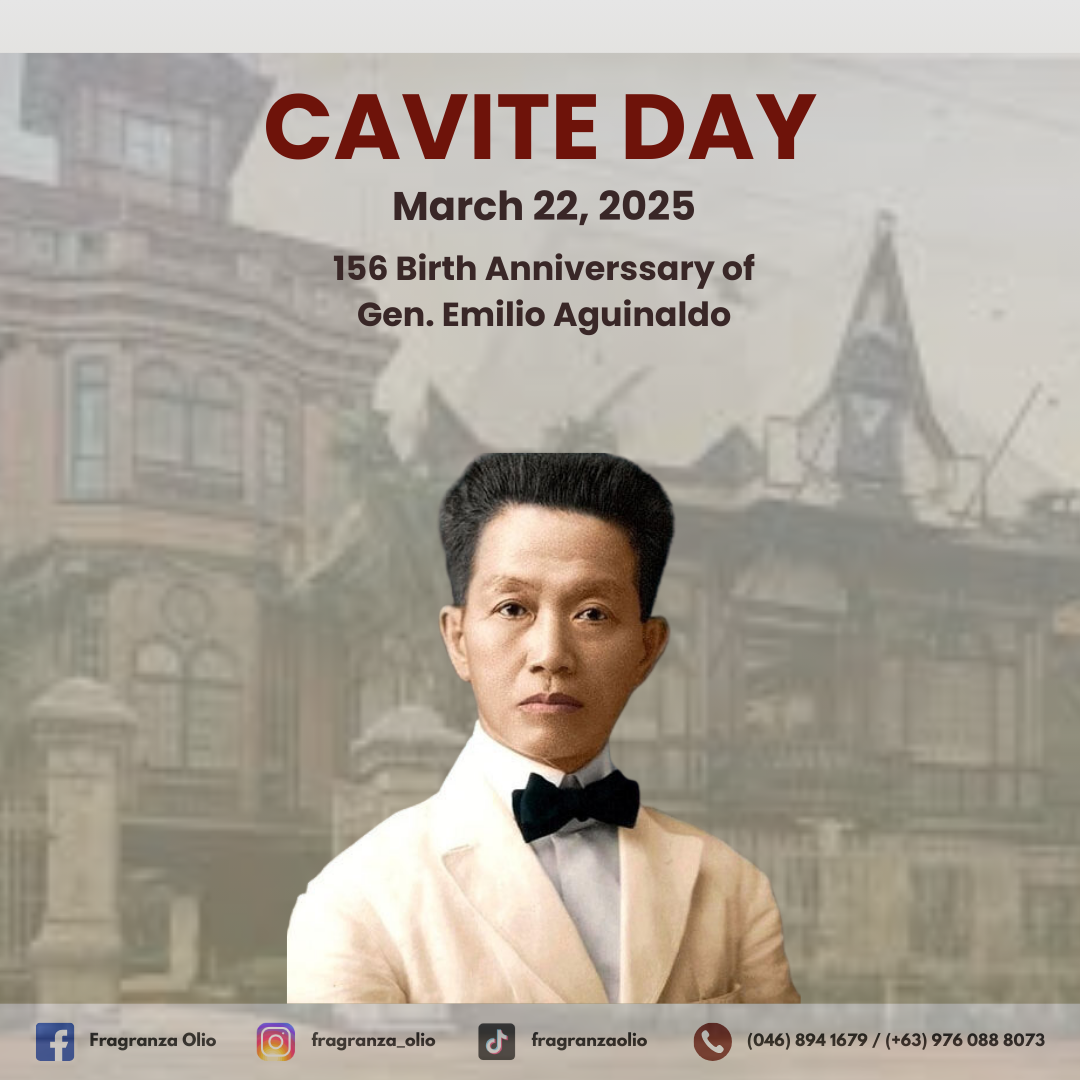 CAVITE DAY
March 22, 2025
156 Birth Anniverssary of
Gen. Emilio Aguinaldo
Fragranza Olio fragranza_olio fragranzaolio (046) 894 1679 / (+63) 976 088 8073